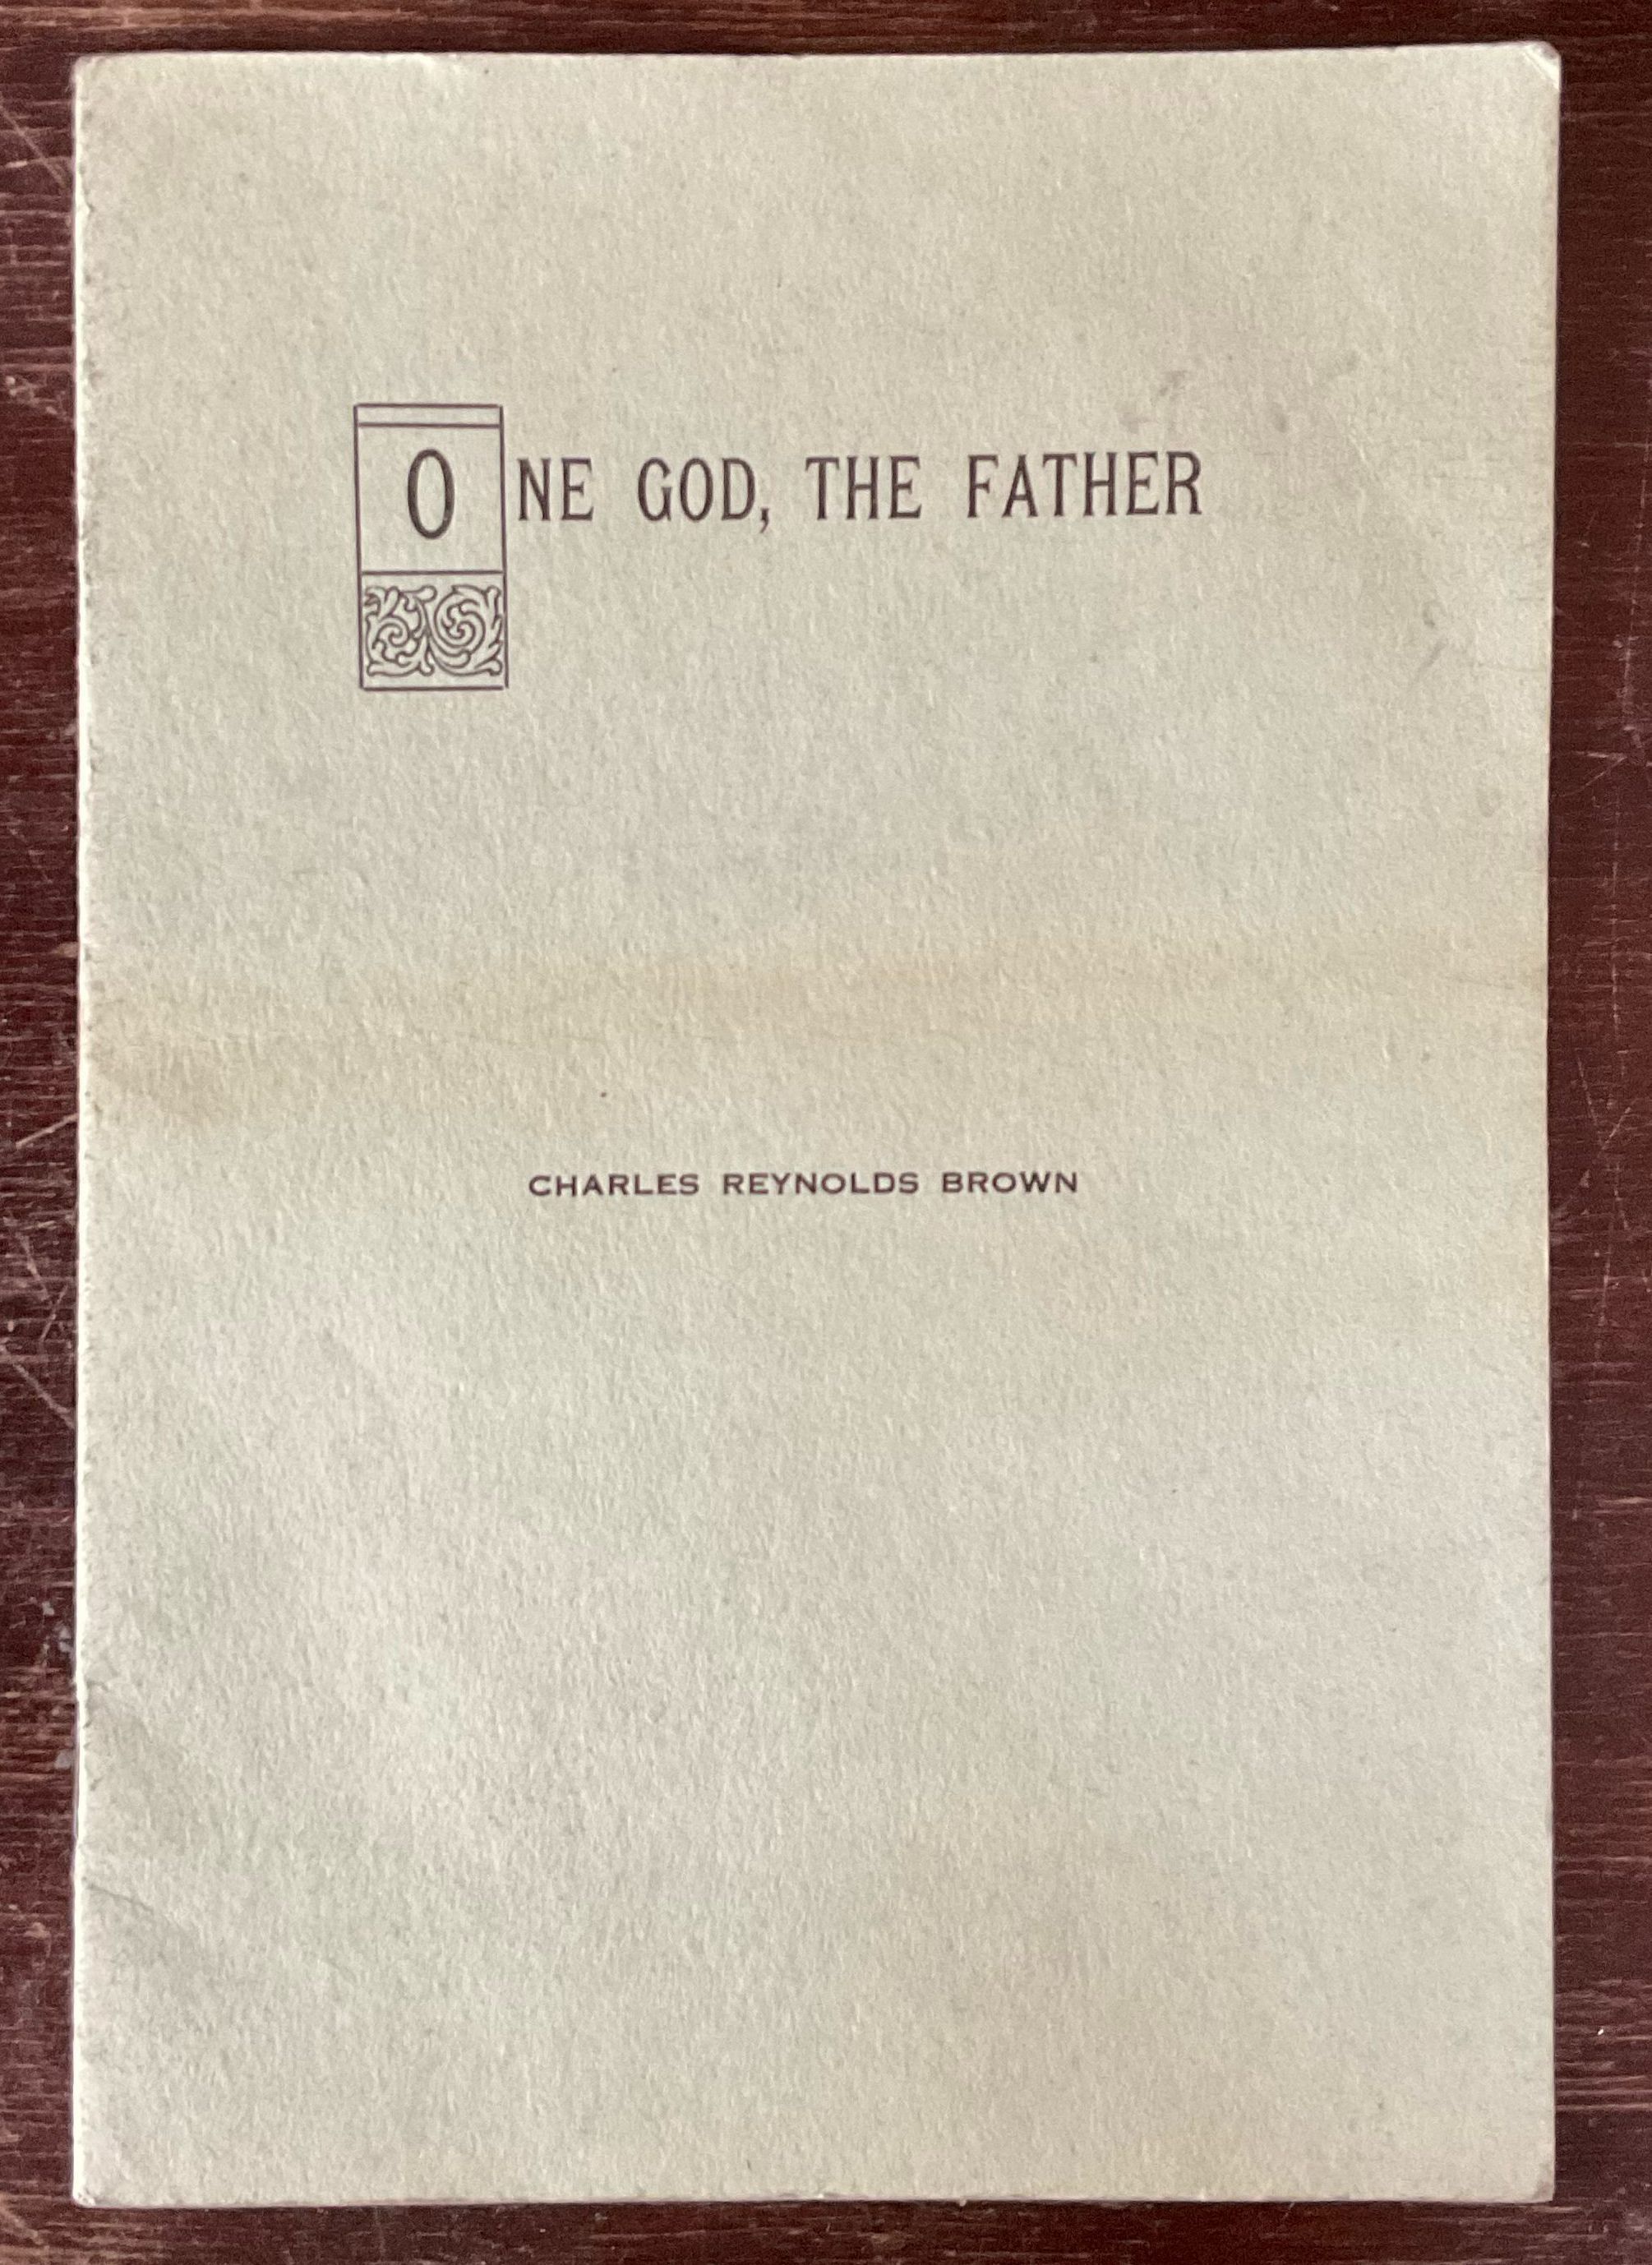 ONE GOD, THE FATHER
CHARLES REYNOLDS BROWN